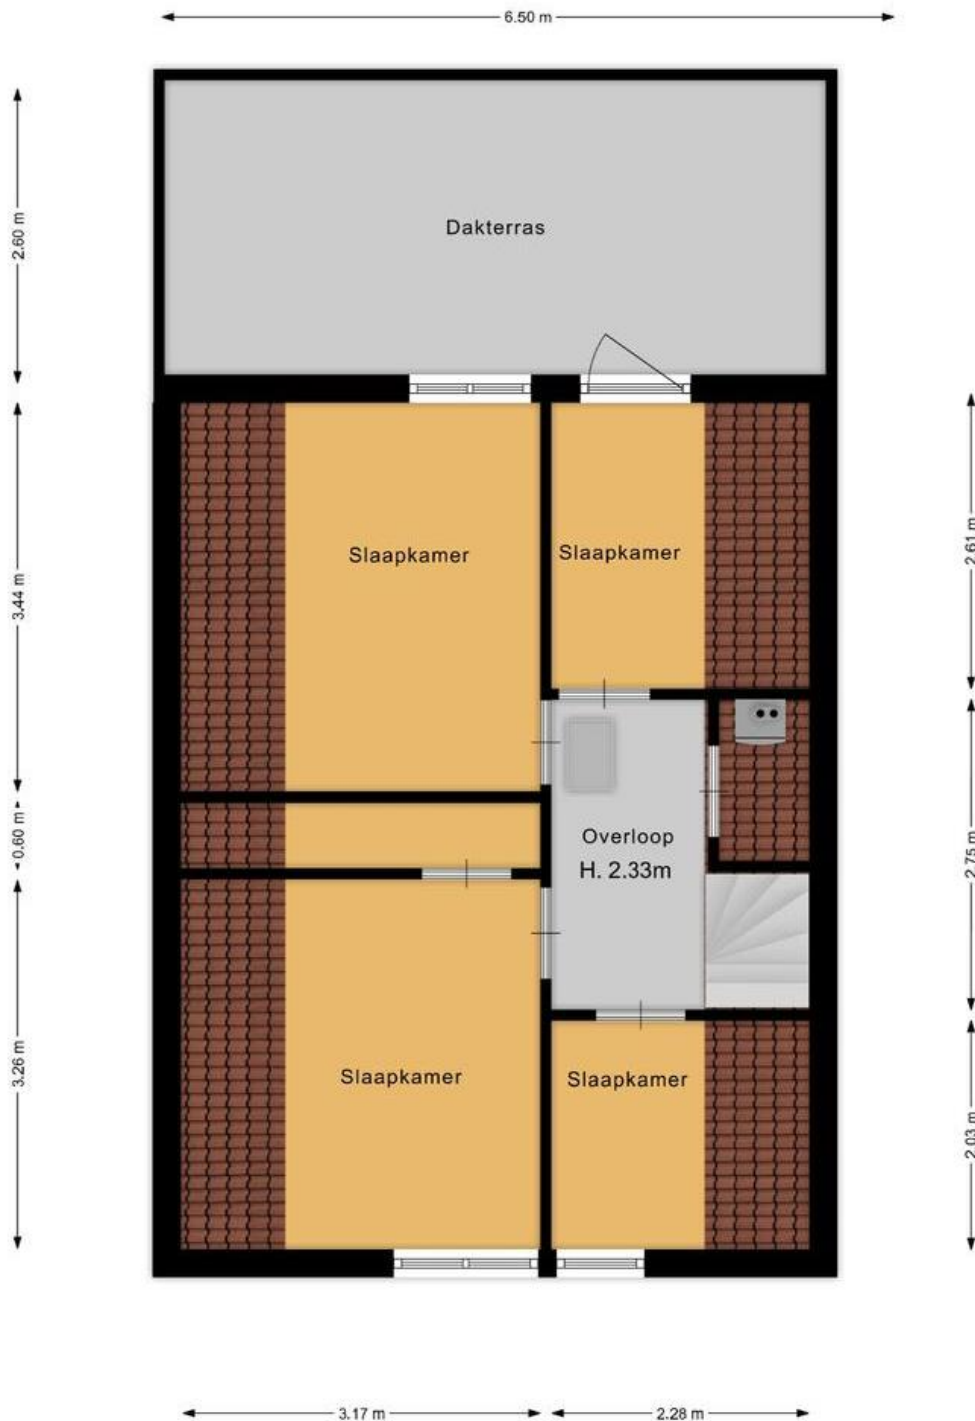 6.50 m
2.60 m
Dakterras
3.44 m
2.61 m
Slaapkamer
Slaapkamer
0.60 m
2.75 m
Overloop
H. 2.33m
3.26 m
2.03 m
Slaapkamer
Slaapkamer
3.17 m
2.28 m